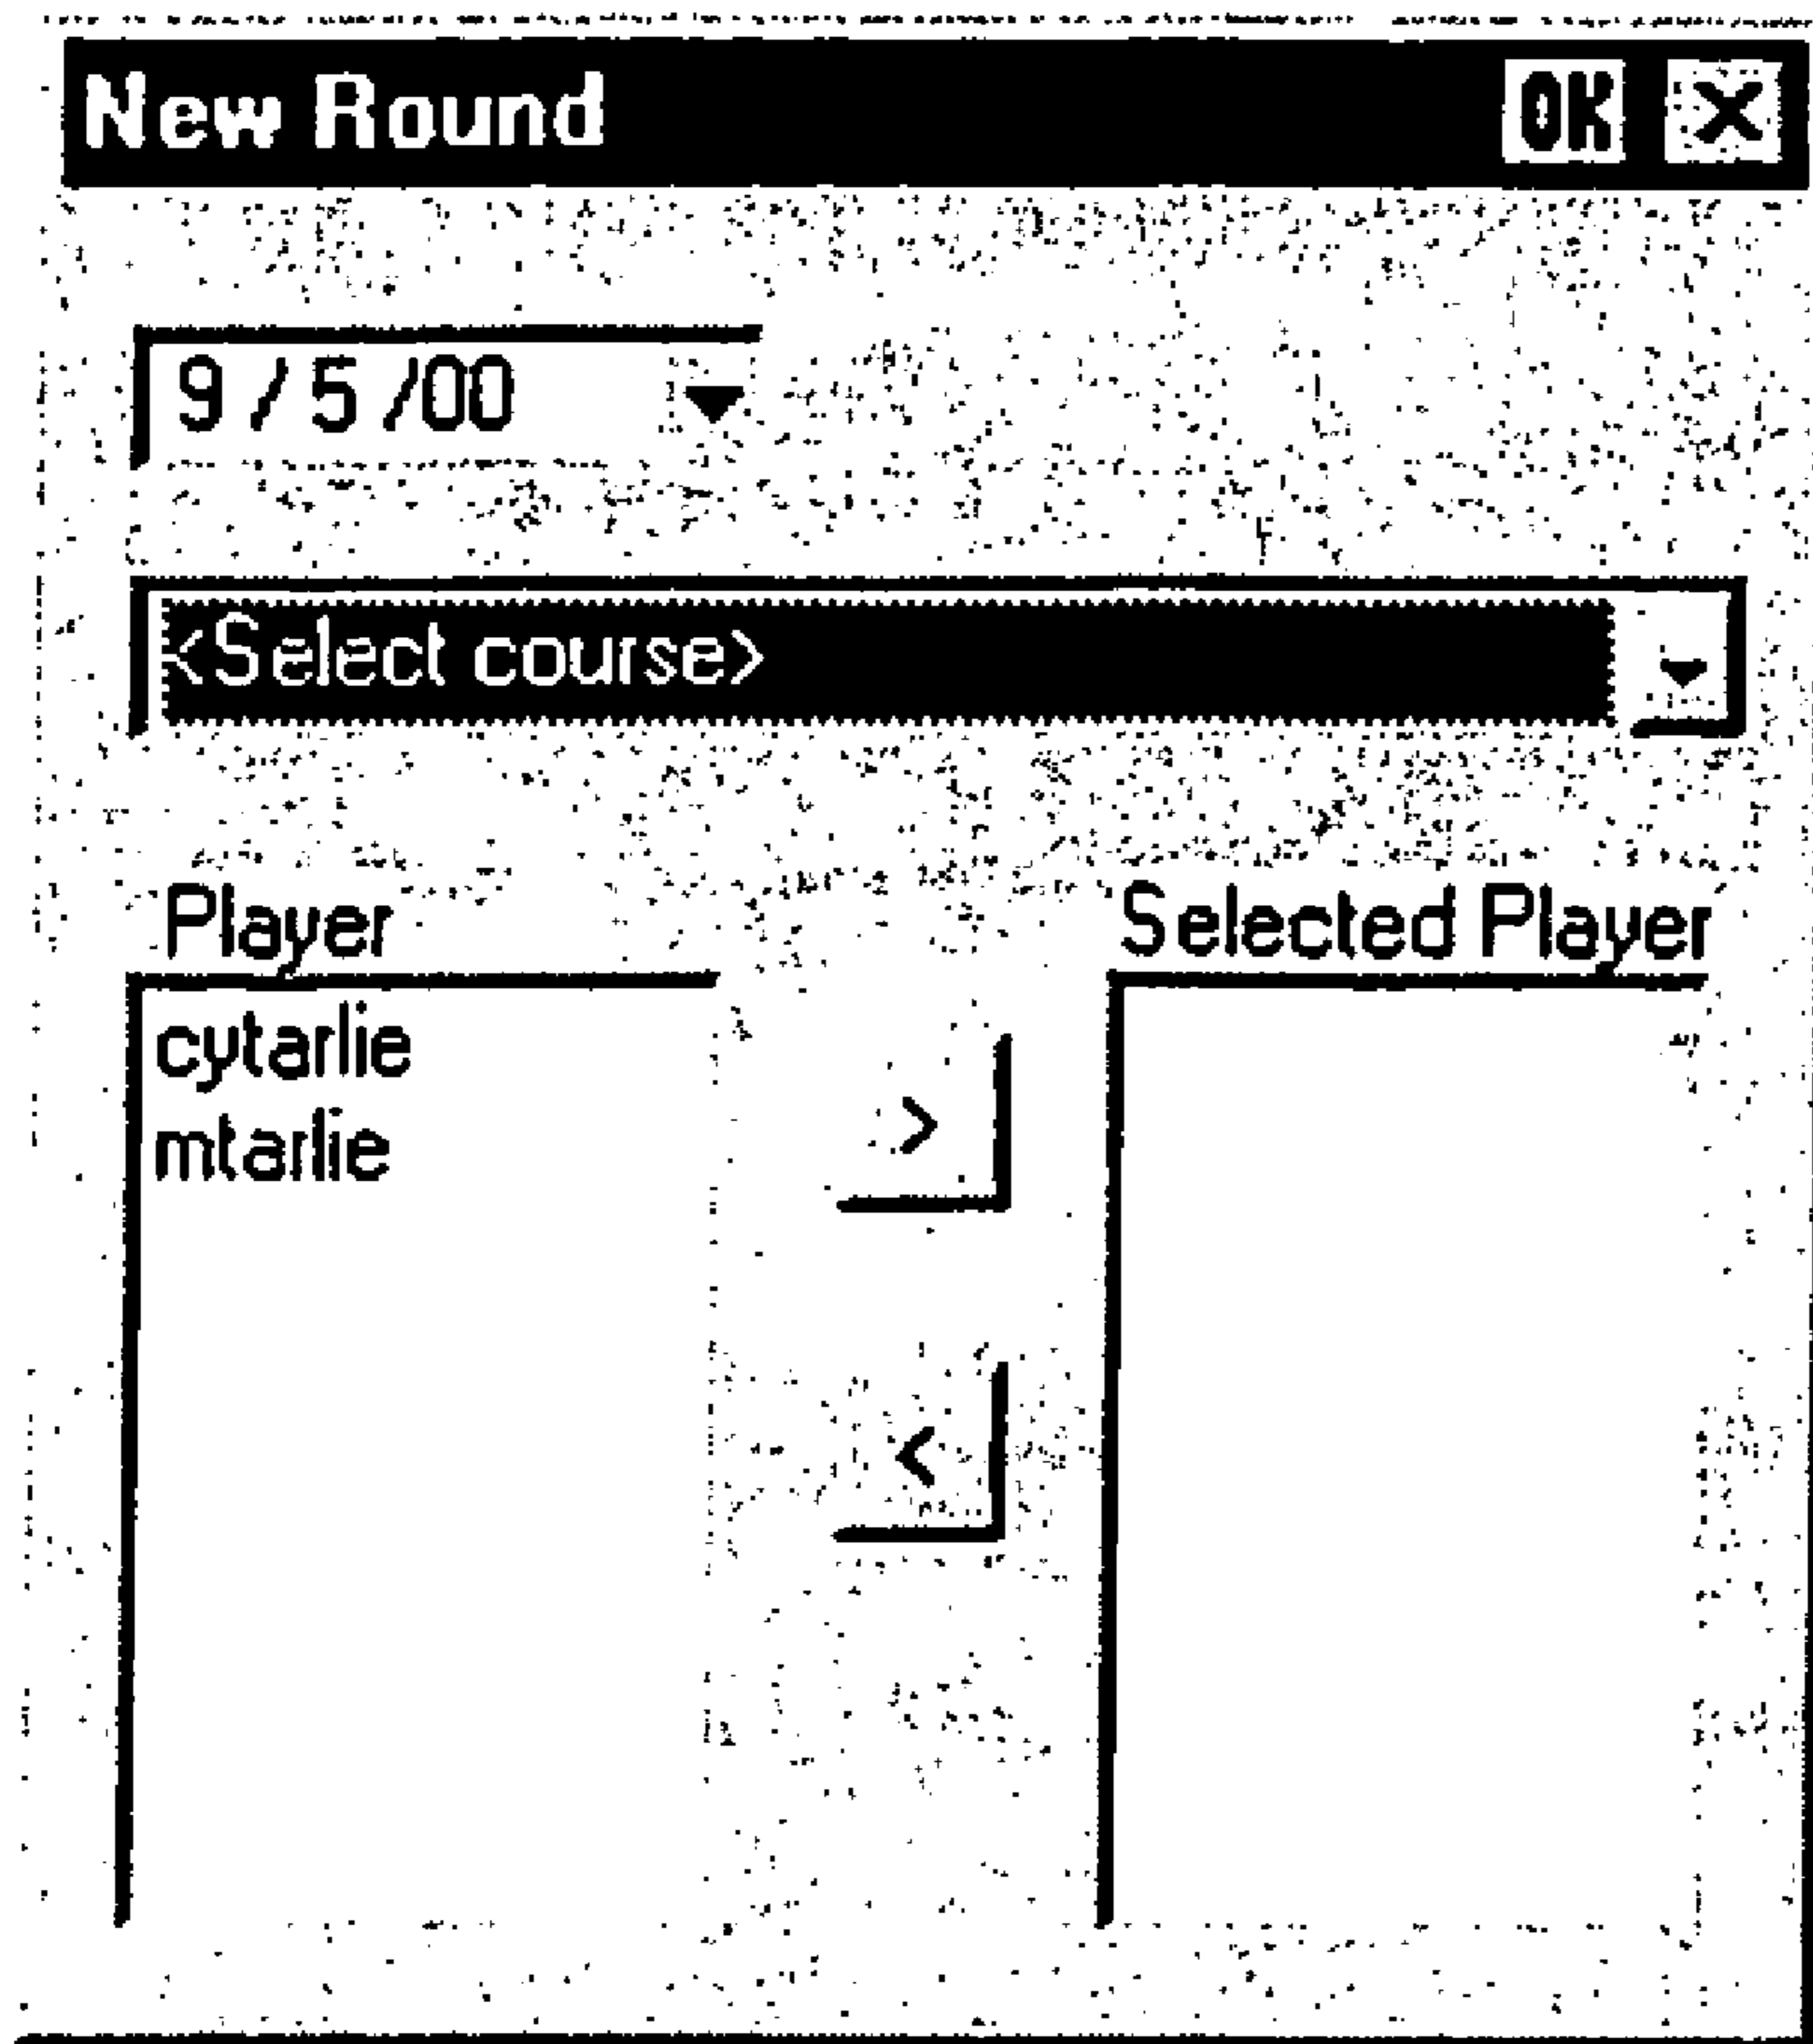 New Round OK X
9 / 5 /00
<Select course>
Player Selected Player
cytarlie
mtarlie
>
<